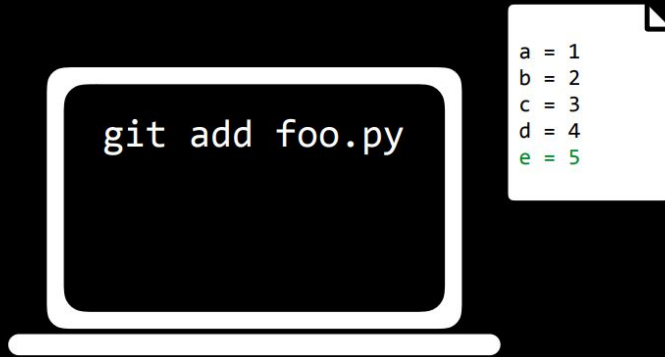 git add foo.py
a = 1
b = 2
c = 3
d = 4
e = 5